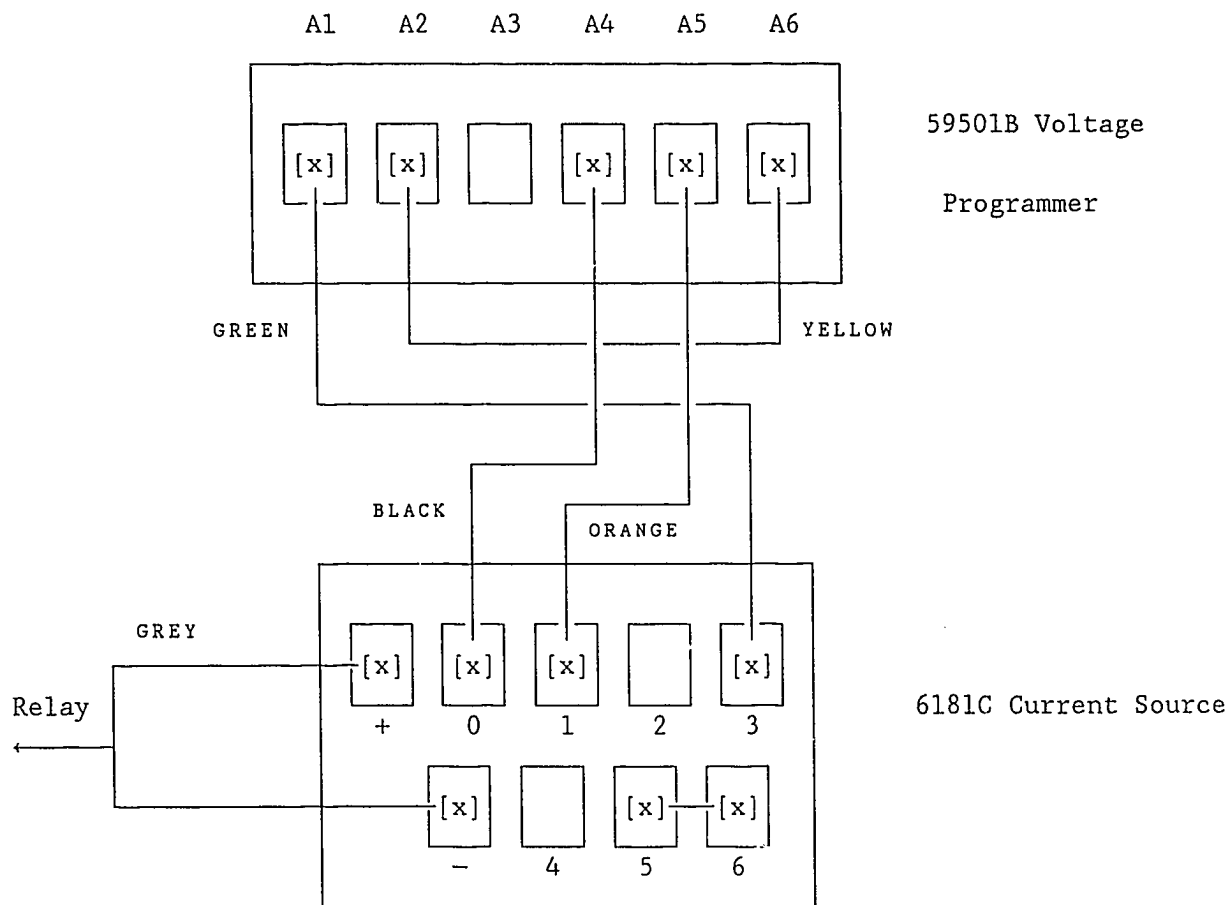 A1 A2 A3 A4 A5 A6
59501B Voltage
Programmer
[x] [x] [x] [x] [x]
GREEN
YELLOW
BLACK
ORANGE
GREY
[x] [x] [x] [x]
Relay
+ 0 1 2 3
6181C Current Source
[x] [x] [x]
- 4 5 6